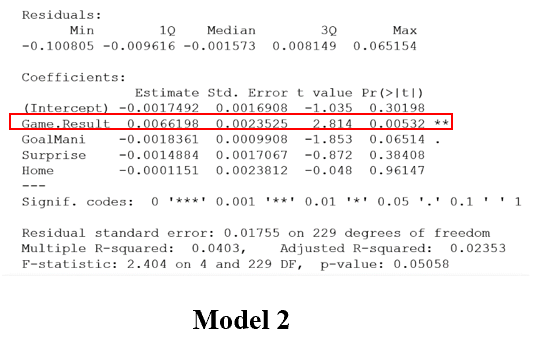 Residuals:
Min 1Q Median 3Q Max
-0.100805 -0.009616 -0.001573 0.008149 0.065154
Coefficients:
Estimate Std. Error t value Pr(>|t|)
(Intercept) -0.0017492 0.0016908 -1.035 0.30198
Game.Result 0.0066198 0.0023525 2.814 0.00532 **
GoalMani -0.0018361 0.0009908 -1.853 0.06514 .
Surprise -0.0014884 0.0017067 -0.872 0.38408
Home -0.0001151 0.0023812 -0.048 0.96147
---
Signif. codes: 0 '***' 0.001 '**' 0.01 '*' 0.05 '.' 0.1 ' ' 1
Residual standard error: 0.01755 on 229 degrees of freedom
Multiple R-squared: 0.0403, Adjusted R-squared: 0.02353
F-statistic: 2.404 on 4 and 229 DF, p-value: 0.05058
Model 2